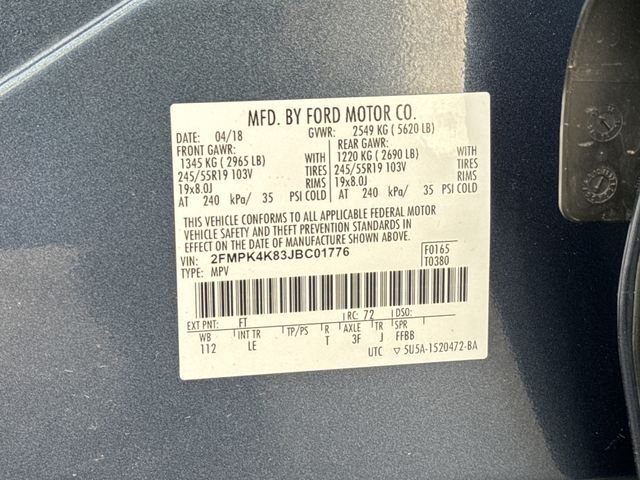 MFD. BY FORD MOTOR CO.
DATE: 04/18 GVWR: 2549 KG ( 5620 LB)
FRONT GAWR: REAR GAWR:
1345 KG ( 2965 LB) WITH 1220 KG ( 2690 LB) WITH
245/55R19 103V TIRES 245/55R19 103V TIRES
19x8.0J RIMS 19x8.0J RIMS
AT 240 kPa/ 35 PSI COLD AT 240 kPa/ 35 PSI COLD
THIS VEHICLE CONFORMS TO ALL APPLICABLE FEDERAL MOTOR
VEHICLE SAFETY AND THEFT PREVENTION STANDARDS IN
EFFECT ON THE DATE OF MANUFACTURE SHOWN ABOVE.
VIN: 2FMPK4K83JBC01776 F0165
TYPE: MPV T0380
EXT PNT: FT RC: 72 DSO:
WB INT TR TP/PS R AXLE TR SPR
112 LE T 3F J FFBB
UTC ▽ 5U5A-1520472-BA